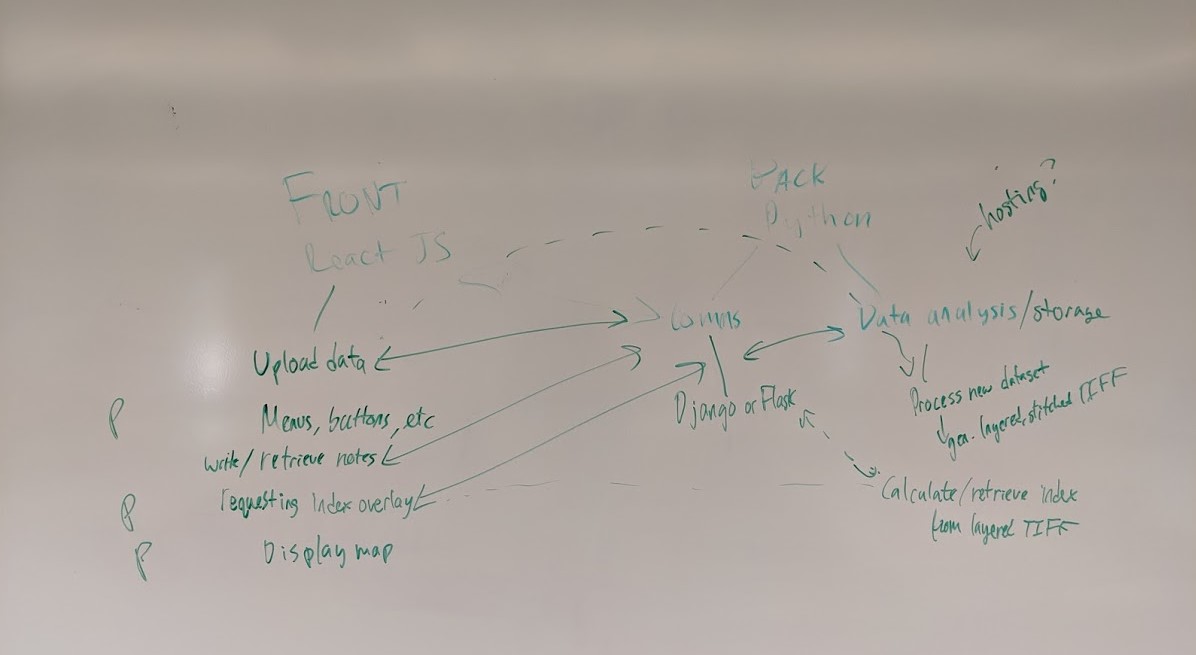 FRONT
React JS
BACK
Python
hosting?
Comms
Data analysis/storage
Upload data
Menus, buttons, etc
write/retrieve notes
requesting index overlay
Display map
Django or Flask
Process new dataset
gen. layered, stitched TIFF
Calculate/retrieve index
from layered TIFF
P
P
P